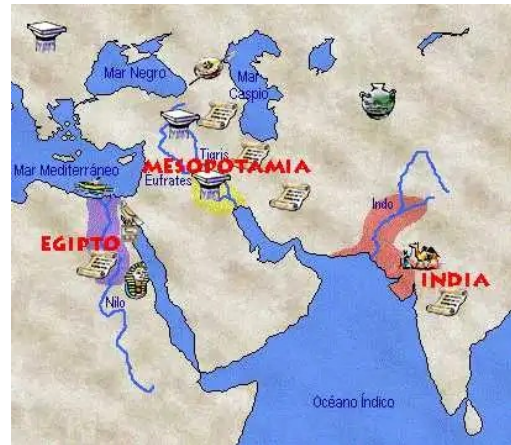 Mar Negro
Mar
Caspio
Tigris
MESOPOTAMIA
Mar Mediterráneo
Eufrates
Indo
EGIPTO
INDIA
Nilo
Océano Índico